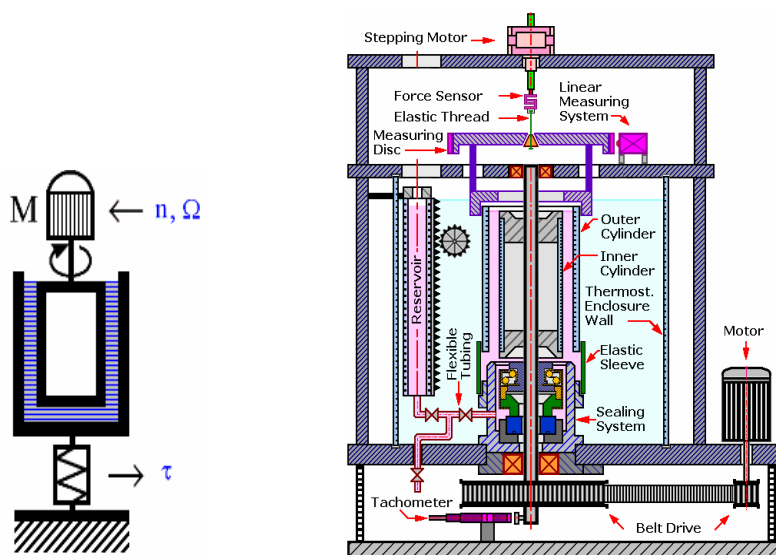 M
n, Ω
τ
Stepping Motor
Force Sensor
Elastic Thread
Measuring
Disc
Linear
Measuring
System
Outer
Cylinder
Inner
Cylinder
Thermost.
Enclosure
Wall
Reservoir
Flexible
Tubing
Elastic
Sleeve
Motor
Sealing
System
Tachometer
Belt Drive